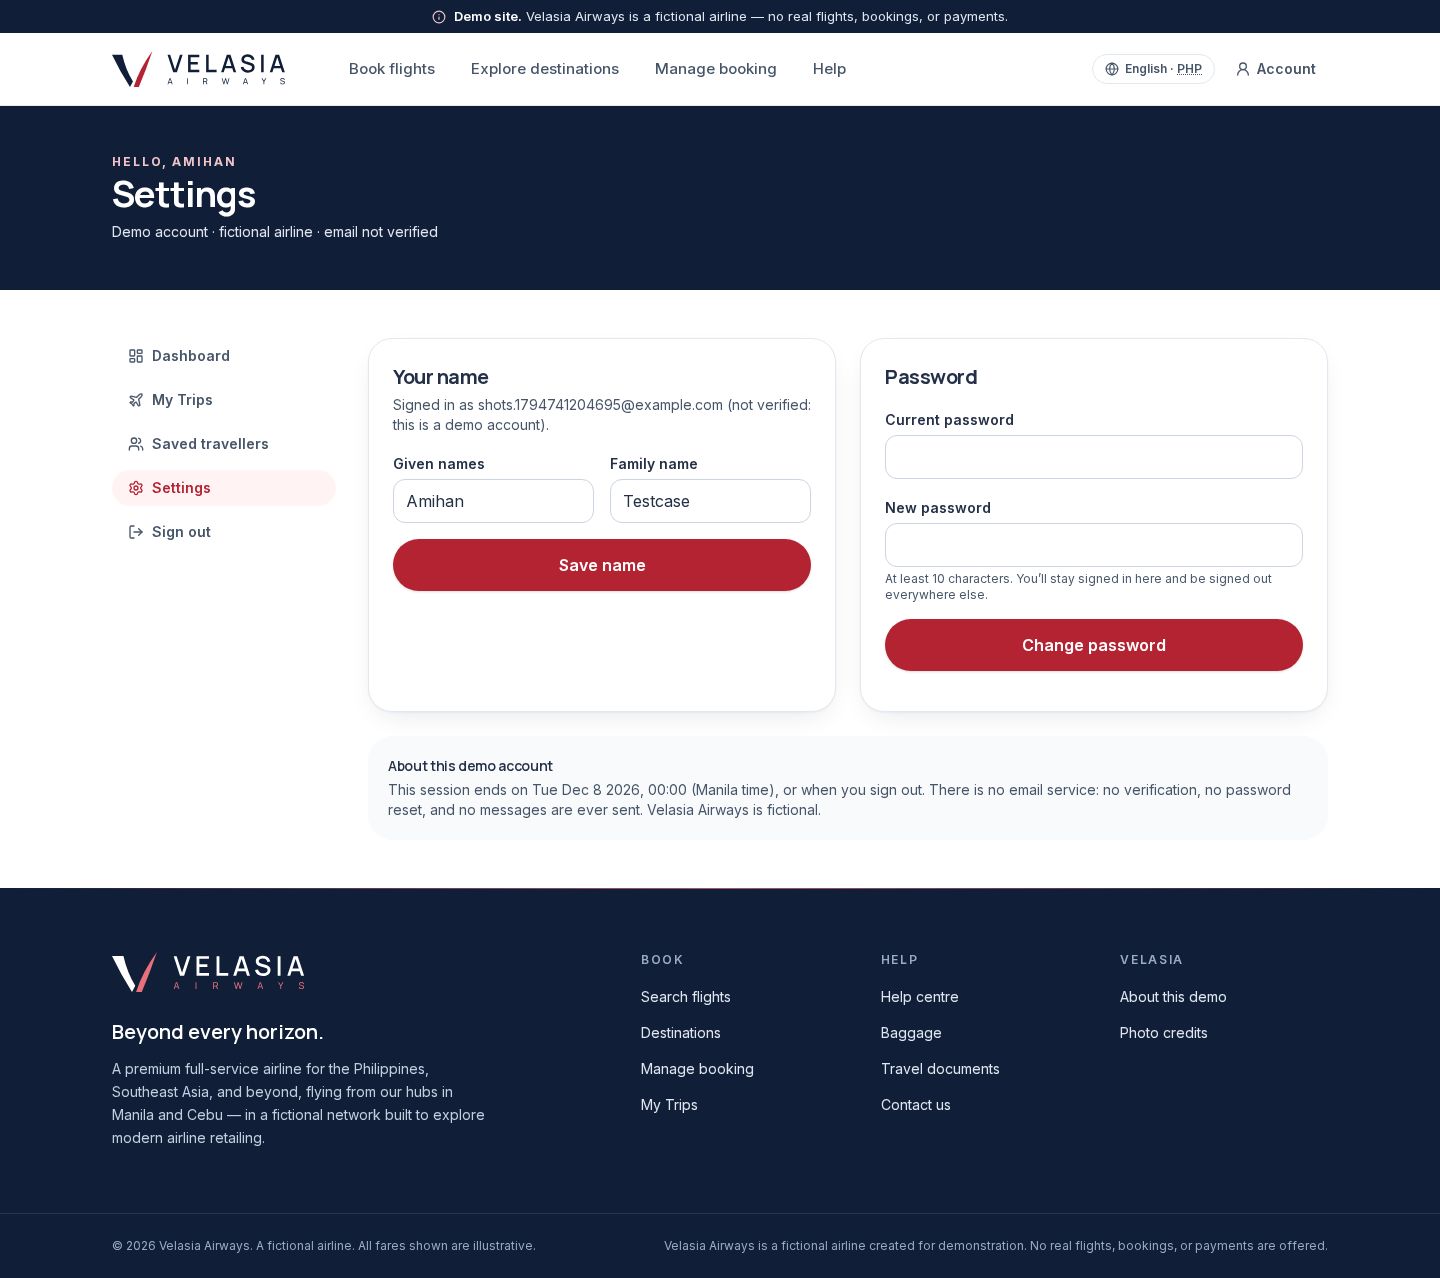 Demo site. Velasia Airways is a fictional airline — no real flights, bookings, or payments.
VELASIA
AIRWAYS
Book flights
Explore destinations
Manage booking
Help
English · PHP
Account
HELLO, AMIHAN
Settings
Demo account · fictional airline · email not verified
Dashboard
My Trips
Saved travellers
Settings
Sign out
Your name
Signed in as shots.1794741204695@example.com (not verified:
this is a demo account).
Given names
Family name
Amihan
Testcase
Save name
Password
Current password
New password
At least 10 characters. You’ll stay signed in here and be signed out
everywhere else.
Change password
About this demo account
This session ends on Tue Dec 8 2026, 00:00 (Manila time), or when you sign out. There is no email service: no verification, no password
reset, and no messages are ever sent. Velasia Airways is fictional.
VELASIA
AIRWAYS
Beyond every horizon.
A premium full-service airline for the Philippines,
Southeast Asia, and beyond, flying from our hubs in
Manila and Cebu — in a fictional network built to explore
modern airline retailing.
BOOK
Search flights
Destinations
Manage booking
My Trips
HELP
Help centre
Baggage
Travel documents
Contact us
VELASIA
About this demo
Photo credits
© 2026 Velasia Airways. A fictional airline. All fares shown are illustrative.
Velasia Airways is a fictional airline created for demonstration. No real flights, bookings, or payments are offered.